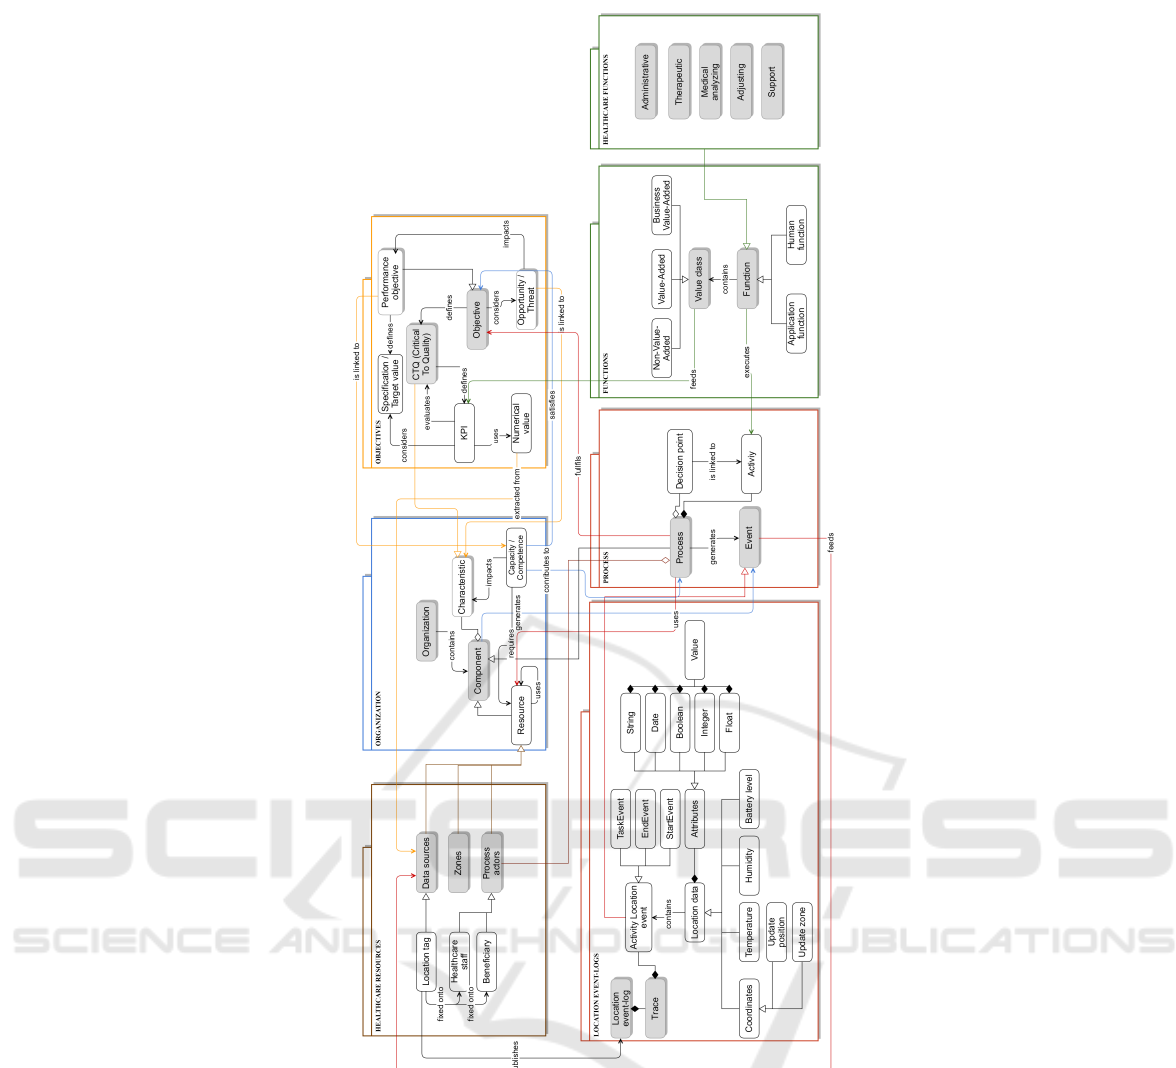 HEALTHCARE RESOURCES
Data sources
Zones
Process
actors
Location tag
Healthcare
staff
Beneficiary
fixed onto
fixed onto
ORGANIZATION
Organization
contains
Component
Characteristic
Capacity /
Competence
impacts
requires
generates
Resource
uses
conributes to
OBJECTIVES
Performance
objective
Specification /
Target value
defines
CTQ (Critical
To Quality)
defines
Objective
considers
Opportunity /
Threat
impacts
evaluates
defines
KPI
considers
uses
Numerical
value
extracted from
is linked to
is linked to
satisfies
fullfils
LOCATION EVENT-LOGS
Location
event-log
Trace
Activity Location
event
contains
Location data
TaskEvent
EndEvent
StartEvent
Attributes
String
Date
Boolean
Integer
Float
Value
Coordinates
Temperature
Humidity
Battery level
Update
position
Update zone
PROCESS
Process
Decision point
is linked to
Activiy
generates
Event
uses
feeds
FUNCTIONS
Non-Value-
Added
Value-Added
Business
Value-Added
Value class
contains
Function
Application
function
Human
function
feeds
executes
HEALTHCARE FUNCTIONS
Administrative
Therapeutic
Medical
analyzing
Adjusting
Support
SCITEPRESS
SCIENCE AND TECHNOLOGY PUBLICATIONS